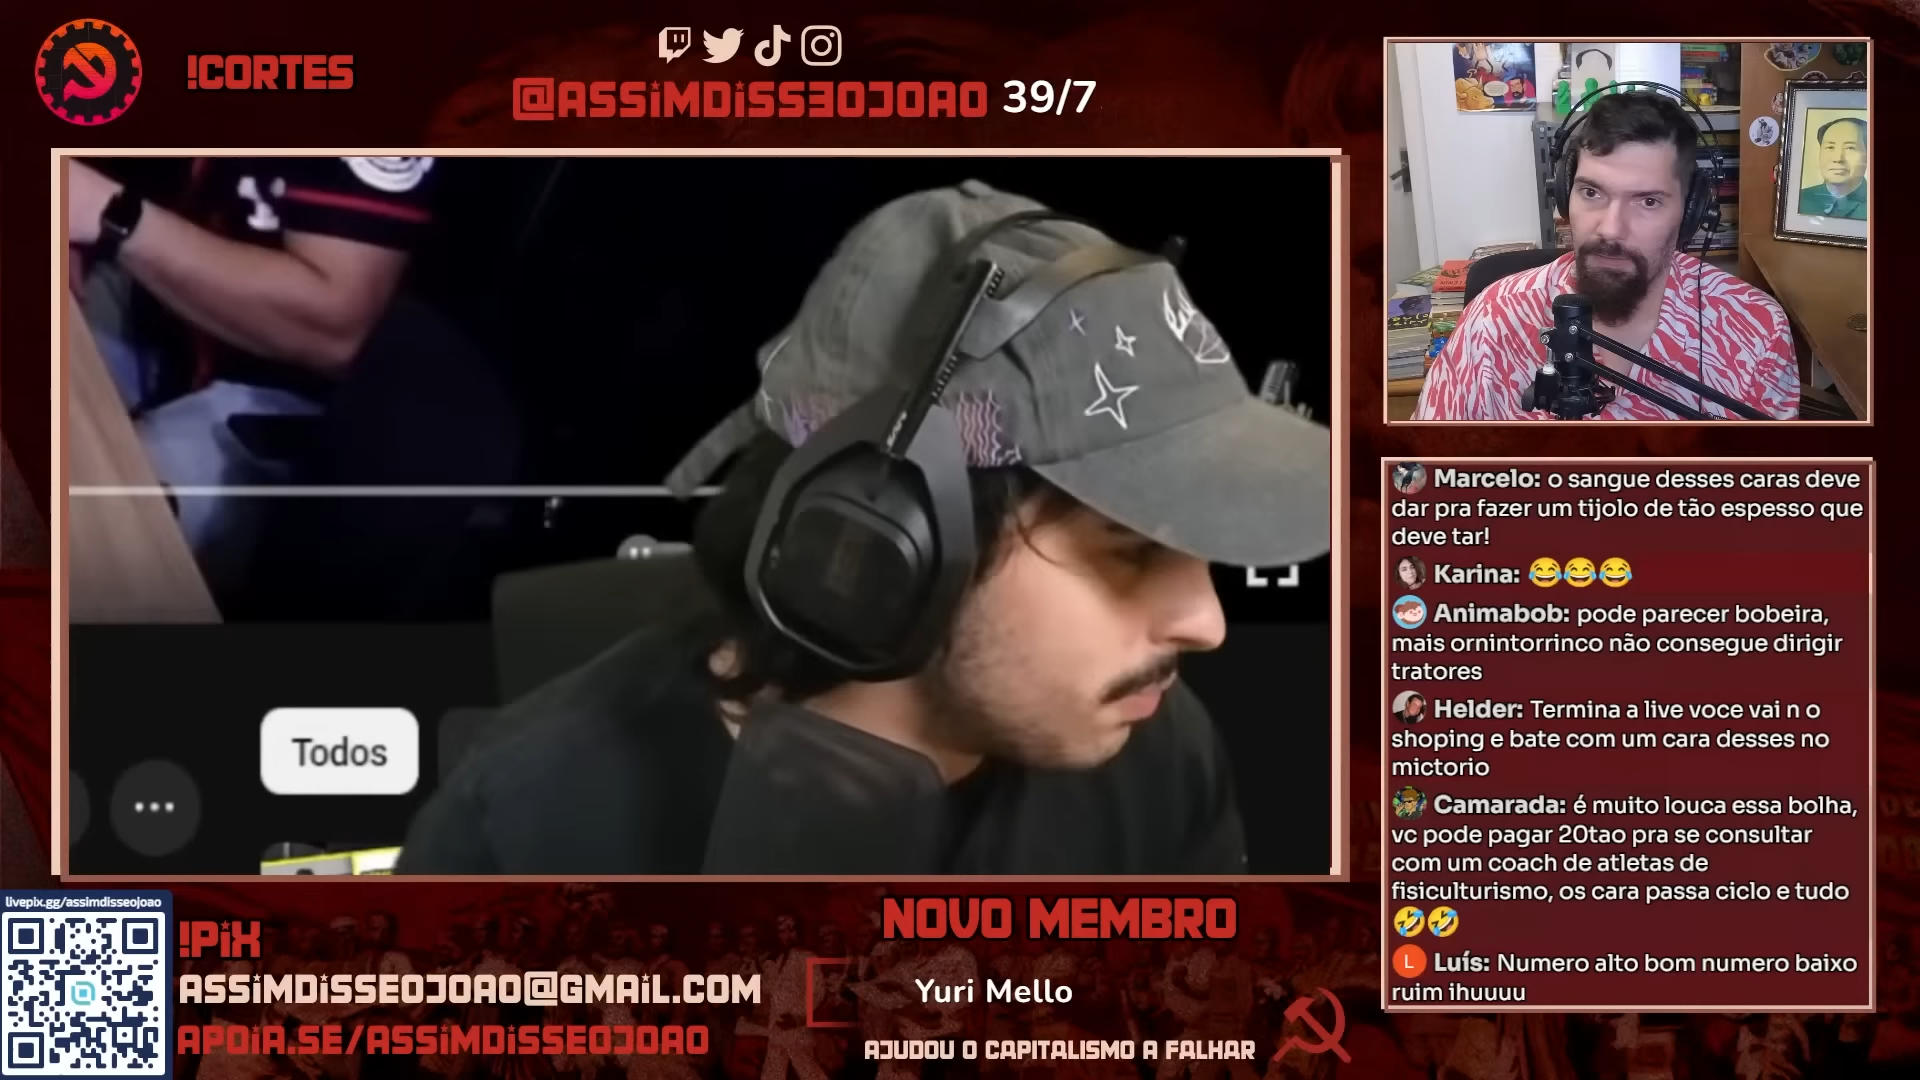 !CORTES
@ASSIMDISSEOJOAO 39/7
Todos
Marcelo: o sangue desses caras deve
dar pra fazer um tijolo de tão espesso que
deve tar!
Karina: 😂😂😂
Animabob: pode parecer bobeira,
mais ornintorrinco não consegue dirigir
tratores
Helder: Termina a live voce vai n o
shoping e bate com um cara desses no
mictorio
Camarada: é muito louca essa bolha,
vc pode pagar 20tao pra se consultar
com um coach de atletas de
fisiculturismo, os cara passa ciclo e tudo
🤣🤣
L Luís: Numero alto bom numero baixo
ruim ihuuuu
livepix.gg/assimdisseojoao
!PIX
ASSIMDISSEOJOAO@GMAIL.COM
APOIA.SE/ASSIMDISSEOJOAO
NOVO MEMBRO
Yuri Mello
AJUDOU O CAPITALISMO A FALHAR